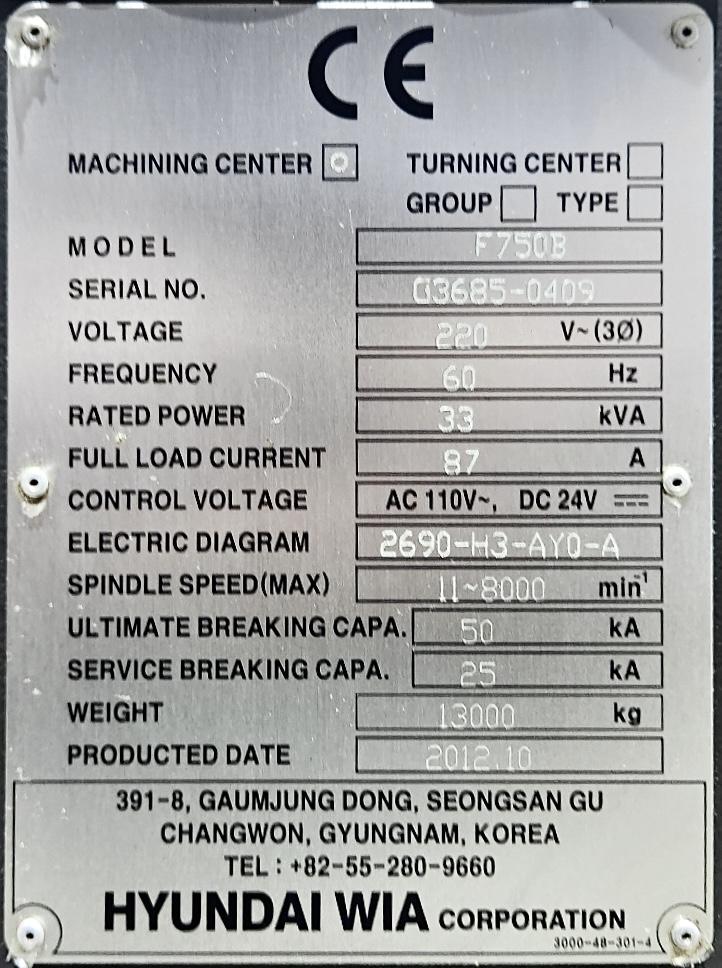 CE
MACHINING CENTER O TURNING CENTER
GROUP TYPE
MODEL F750B
SERIAL NO. G3685-0409
VOLTAGE 220 V~(3Ø)
FREQUENCY 60 Hz
RATED POWER 33 kVA
FULL LOAD CURRENT 87 A
CONTROL VOLTAGE AC 110V~, DC 24V ⎓
ELECTRIC DIAGRAM 2690-H3-AY0-A
SPINDLE SPEED(MAX) 11~8000 min⁻¹
ULTIMATE BREAKING CAPA. 50 kA
SERVICE BREAKING CAPA. 25 kA
WEIGHT 13000 kg
PRODUCTED DATE 2012.10
391-8, GAUMJUNG DONG, SEONGSAN GU
CHANGWON, GYUNGNAM, KOREA
TEL : +82-55-280-9660
HYUNDAI WIA CORPORATION
3000-48-301-4